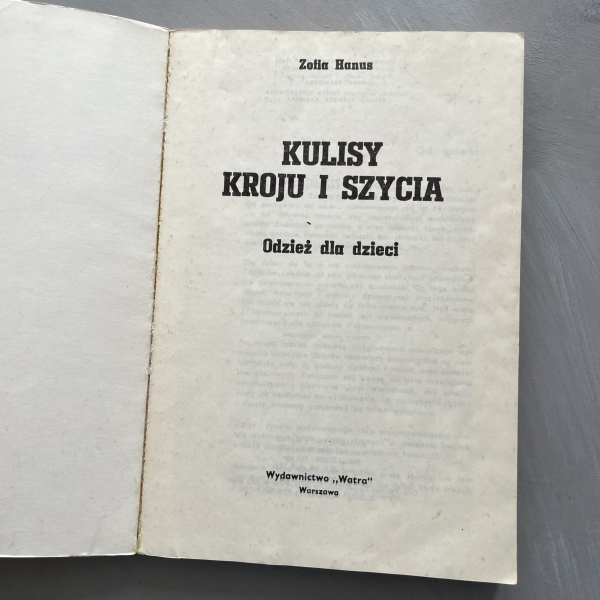 Zofia Hanus
KULISY
KROJU I SZYCIA
Odzież dla dzieci
Wydawnictwo „Watra"
Warszawa